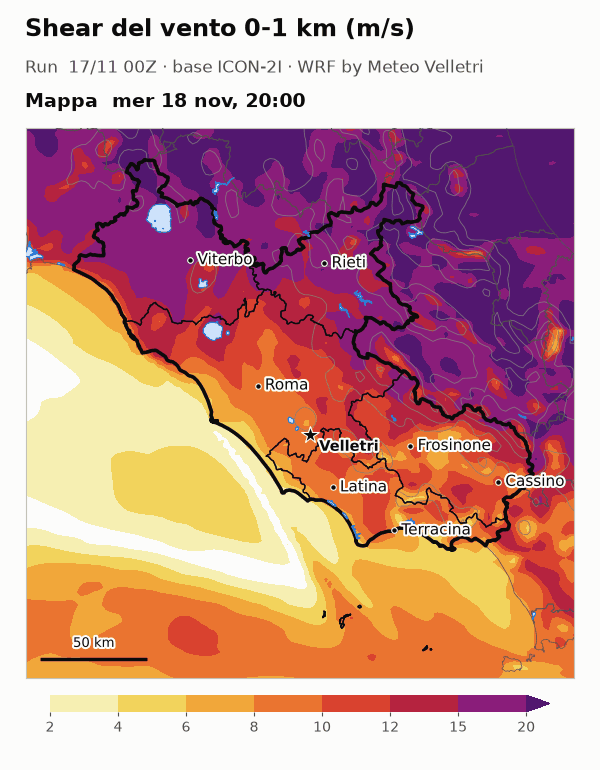 Shear del vento 0-1 km (m/s)
Run  17/11 00Z · base ICON-2I · WRF by Meteo Velletri
Mappa  mer 18 nov, 20:00
Viterbo
Rieti
Roma
Velletri
Frosinone
Cassino
Latina
Terracina
50 km
2 4 6 8 10 12 15 20